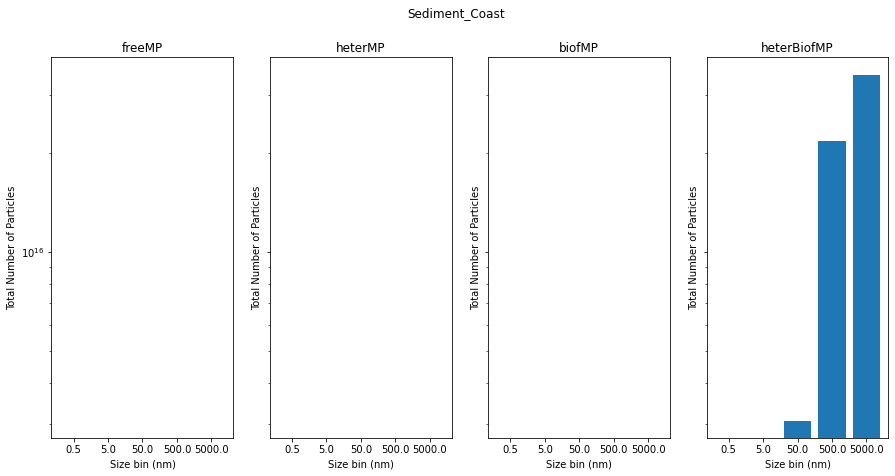 Sediment_Coast
freeMP
heterMP
biofMP
heterBiofMP
Total Number of Particles
10^16
0.5 5.0 50.0 500.0 5000.0
Size bin (nm)
Total Number of Particles
0.5 5.0 50.0 500.0 5000.0
Size bin (nm)
Total Number of Particles
0.5 5.0 50.0 500.0 5000.0
Size bin (nm)
Total Number of Particles
0.5 5.0 50.0 500.0 5000.0
Size bin (nm)